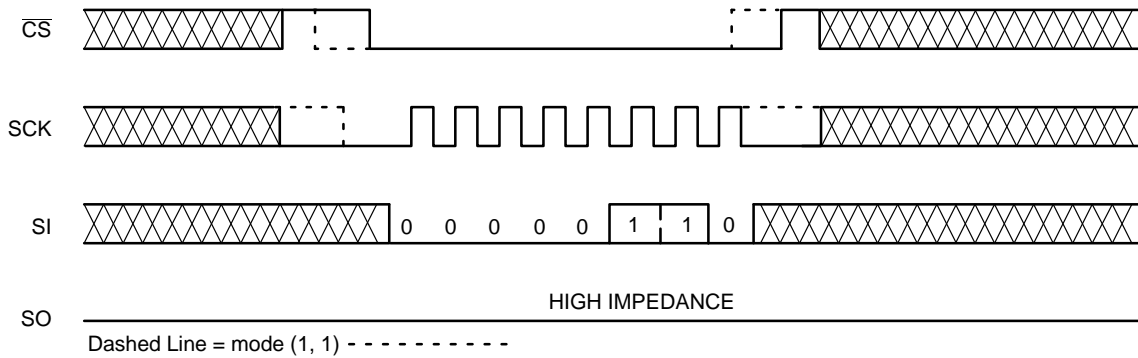 CS
SCK
SI
0 0 0 0 0 1 1 0
HIGH IMPEDANCE
SO
Dashed Line = mode (1, 1)